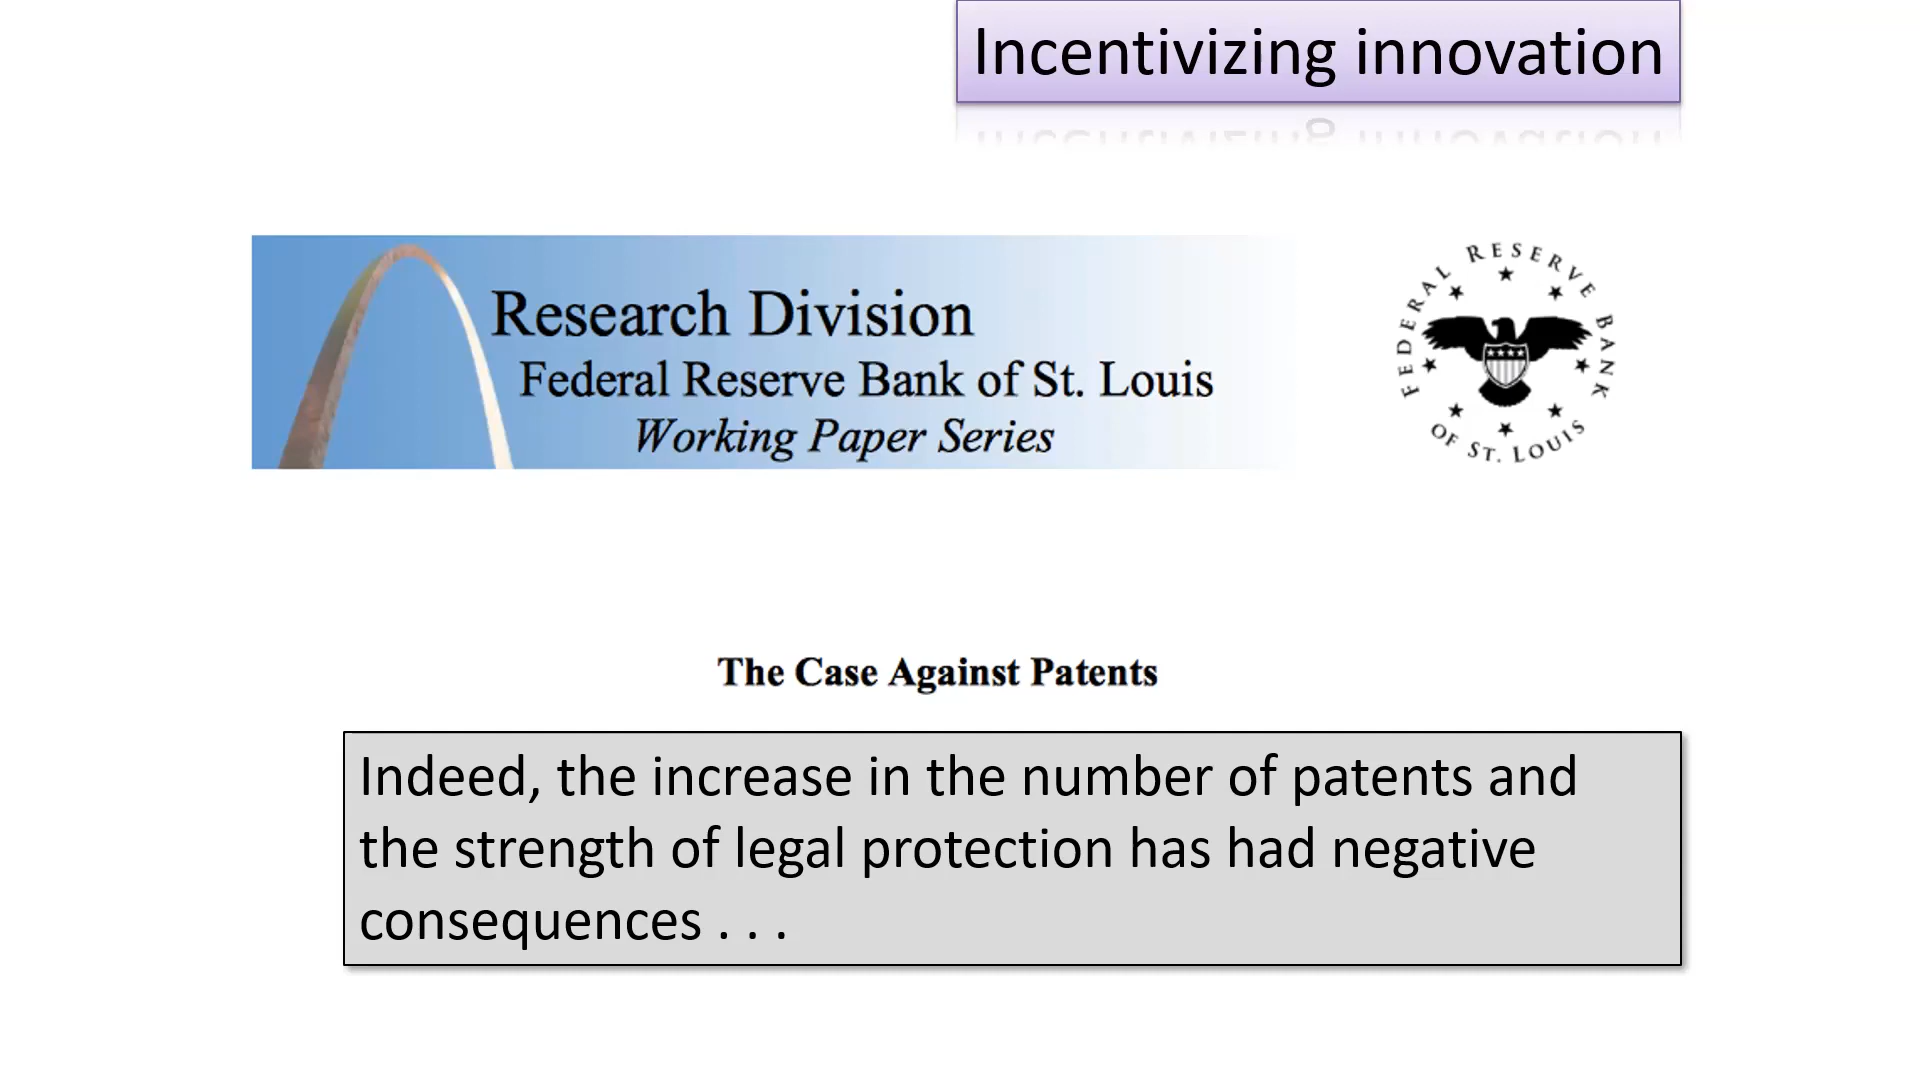 Incentivizing innovation
Research Division
Federal Reserve Bank of St. Louis
Working Paper Series
FEDERAL RESERVE BANK
OF ST. LOUIS
The Case Against Patents
Indeed, the increase in the number of patents and
the strength of legal protection has had negative
consequences . . .